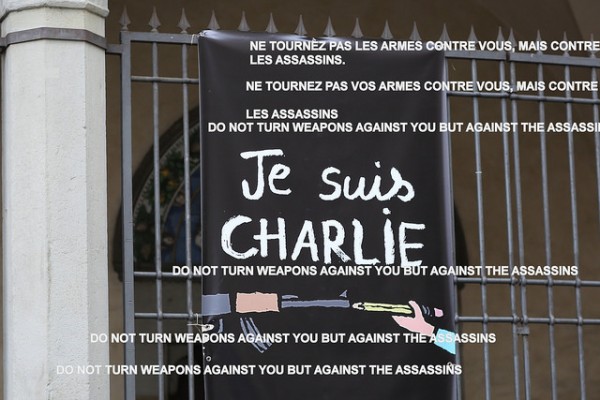 NE TOURNEZ PAS LES ARMES CONTRE VOUS, MAIS CONTRE
LES ASSASSINS.
NE TOURNEZ PAS VOS ARMES CONTRE VOUS, MAIS CONTRE
LES ASSASSINS
DO NOT TURN WEAPONS AGAINST YOU BUT AGAINST THE ASSASSI
Je suis
CHARLIE
DO NOT TURN WEAPONS AGAINST YOU BUT AGAINST THE ASSASSINS
DO NOT TURN WEAPONS AGAINST YOU BUT AGAINST THE ASSASSINS
DO NOT TURN WEAPONS AGAINST YOU BUT AGAINST THE ASSASSINS